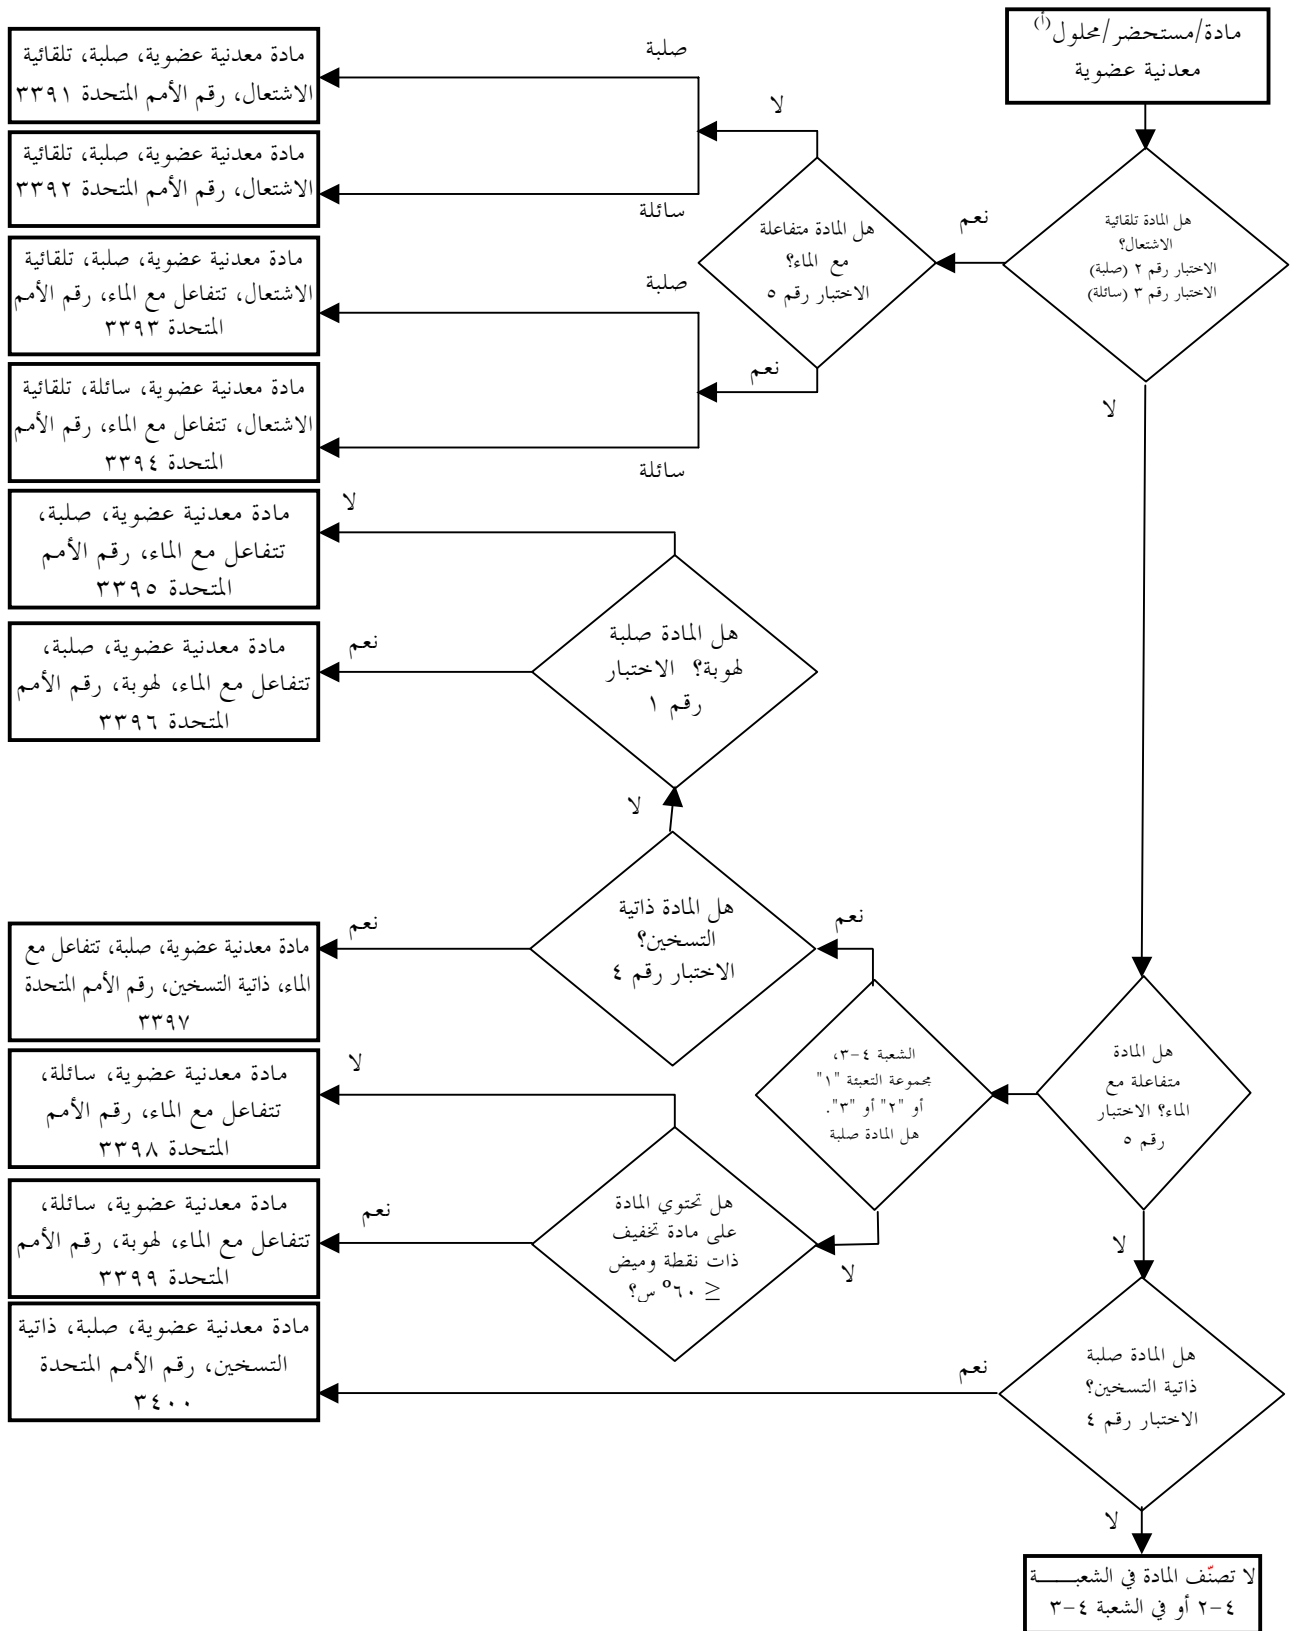 مادة/مستحضر/محلول(أ)
معدنية عضوية
هل المادة تلقائية
الاشتعال؟
الاختبار رقم ٢ (صلبة)
الاختبار رقم ٣ (سائلة)
نعم
لا
هل المادة متفاعلة
مع الماء؟
الاختبار رقم ٥
لا
نعم
صلبة
سائلة
صلبة
سائلة
مادة معدنية عضوية، صلبة، تلقائية
الاشتعال، رقم الأمم المتحدة ٣٣٩١
مادة معدنية عضوية، صلبة، تلقائية
الاشتعال، رقم الأمم المتحدة ٣٣٩٢
مادة معدنية عضوية، صلبة، تلقائية
الاشتعال، تتفاعل مع الماء، رقم الأمم
المتحدة ٣٣٩٣
مادة معدنية عضوية، سائلة، تلقائية
الاشتعال، تتفاعل مع الماء، رقم الأمم
المتحدة ٣٣٩٤
لا
مادة معدنية عضوية، صلبة،
تتفاعل مع الماء، رقم الأمم
المتحدة ٣٣٩٥
هل المادة صلبة
لهوبة؟ الاختبار
رقم ١
نعم
مادة معدنية عضوية، صلبة،
تتفاعل مع الماء، لهوبة، رقم الأمم
المتحدة ٣٣٩٦
لا
هل المادة ذاتية
التسخين؟
الاختبار رقم ٤
نعم
نعم
مادة معدنية عضوية، صلبة، تتفاعل مع
الماء، ذاتية التسخين، رقم الأمم المتحدة
٣٣٩٧
هل المادة
متفاعلة مع
الماء؟ الاختبار
رقم ٥
الشعبة ٤-٣،
مجموعة التعبئة "١"
أو "٢" أو "٣".
هل المادة صلبة
لا
مادة معدنية عضوية، سائلة،
تتفاعل مع الماء، رقم الأمم
المتحدة ٣٣٩٨
هل تحتوي المادة
على مادة تخفيف
ذات نقطة وميض
≤ ٦٠° س؟
نعم
لا
لا
مادة معدنية عضوية، سائلة،
تتفاعل مع الماء، لهوبة، رقم الأمم
المتحدة ٣٣٩٩
هل المادة صلبة
ذاتية التسخين؟
الاختبار رقم ٤
نعم
مادة معدنية عضوية، صلبة، ذاتية
التسخين، رقم الأمم المتحدة
٣٤٠٠
لا
لا تصنّف المادة في الشعبـــــة
٤-٢ أو في الشعبة ٤-٣